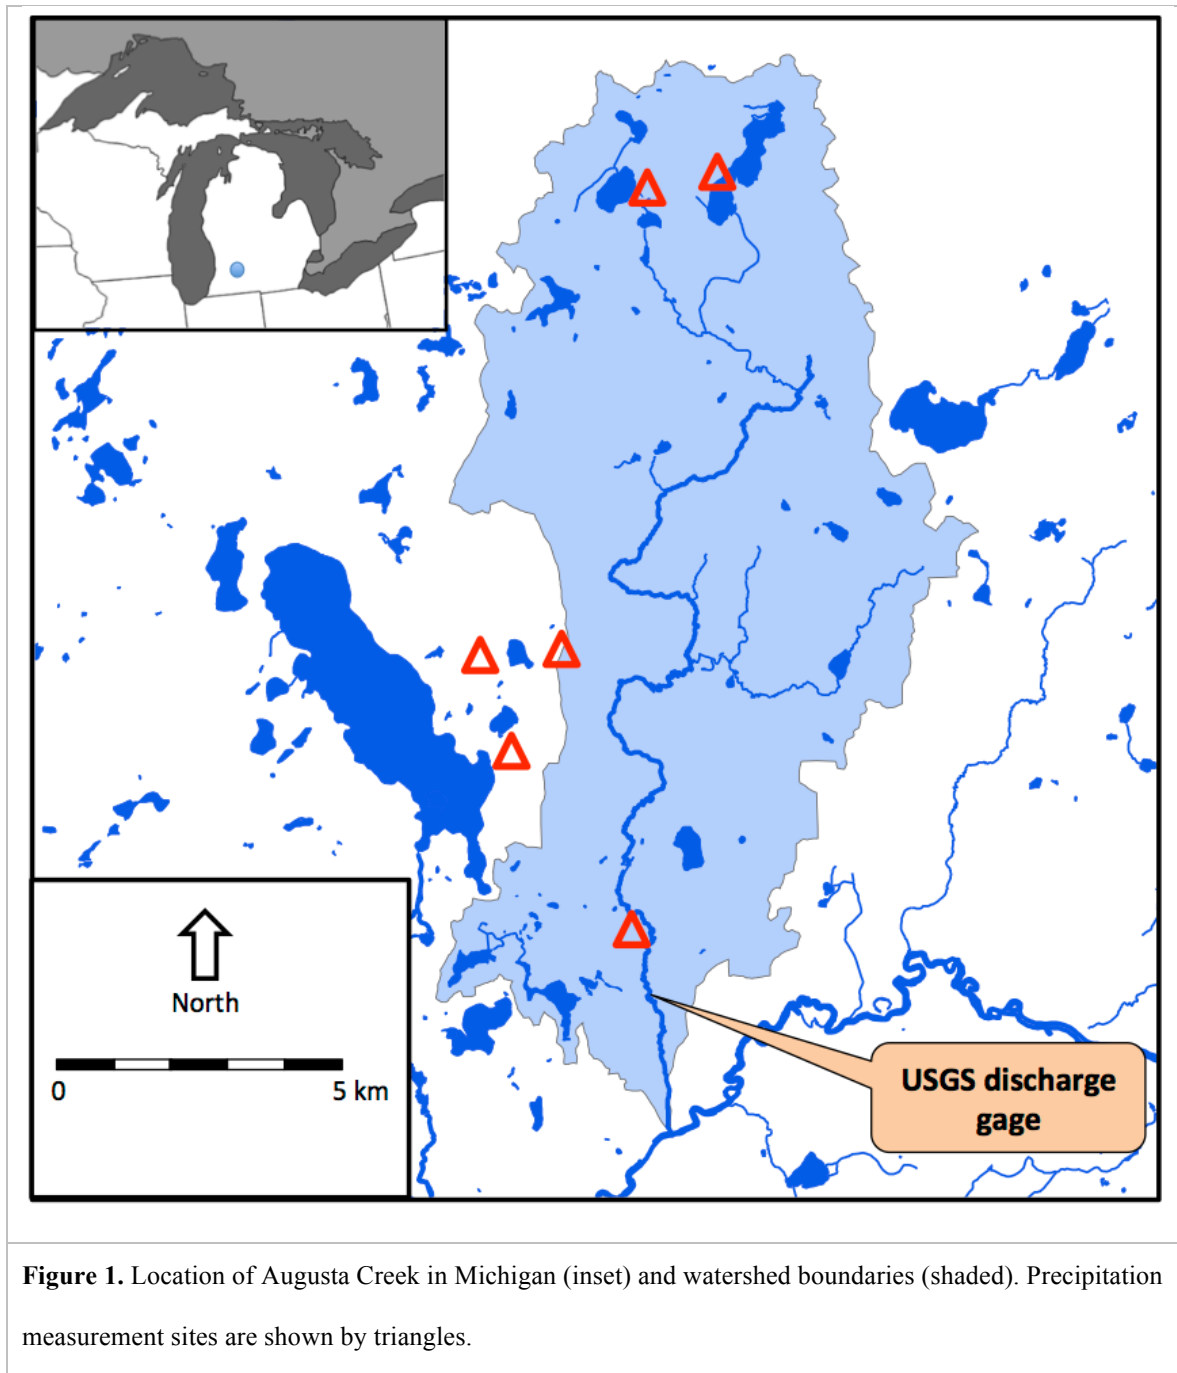 North
0 5 km
USGS discharge
gage
Figure 1. Location of Augusta Creek in Michigan (inset) and watershed boundaries (shaded). Precipitation
measurement sites are shown by triangles.